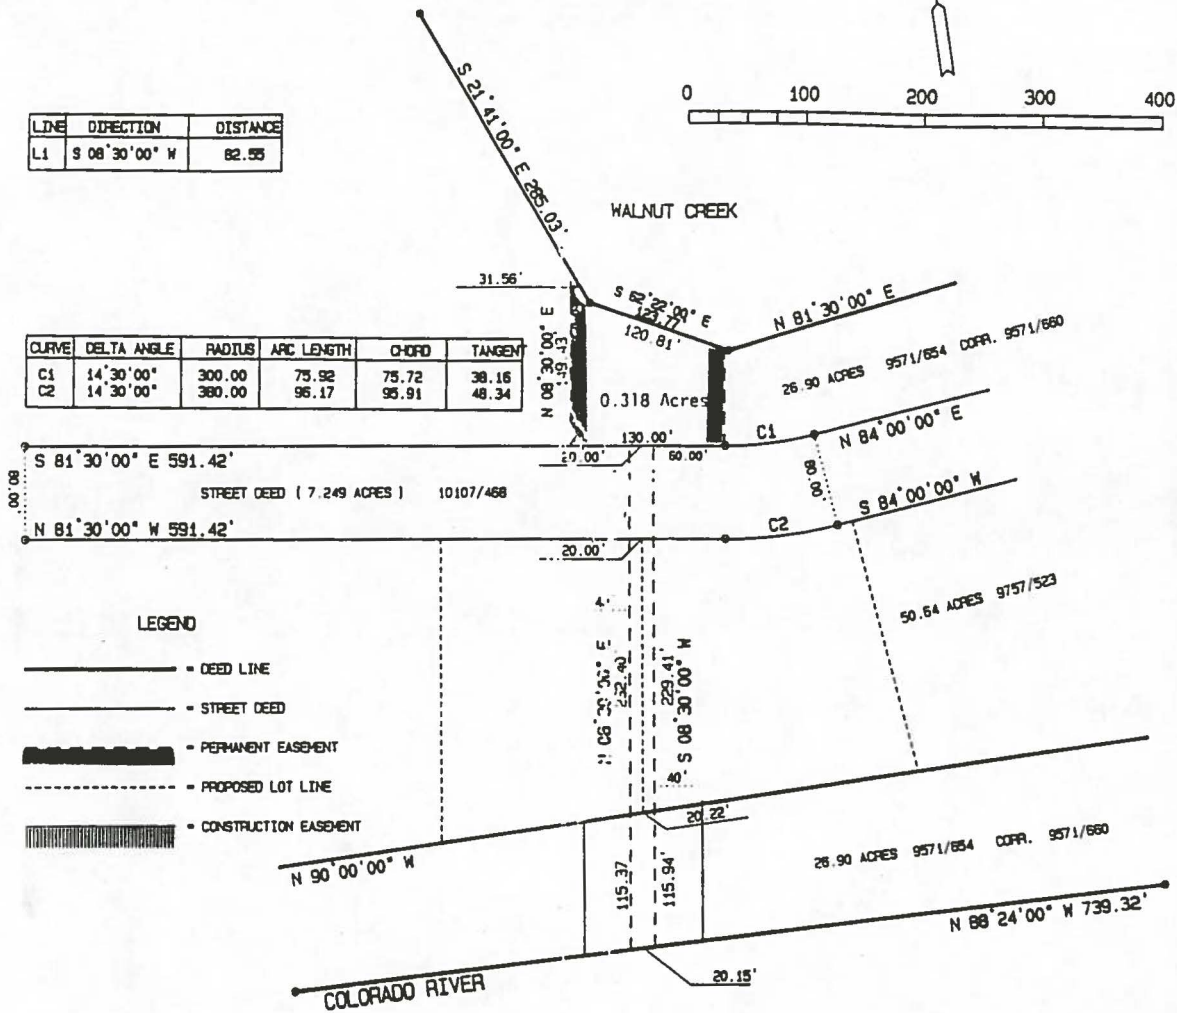 0 100 200 300 400
LINE DIRECTION DISTANCE
L1 S 08°30'00" W 82.55
S 21°41'00" E 285.03'
WALNUT CREEK
31.56'
S 62°22'00" E
123.77'
120.81'
N 81°30'00" E
N 08°30'00" E
149.43'
CURVE DELTA ANGLE RADIUS ARC LENGTH CHORD TANGENT
C1 14°30'00" 300.00 75.92 75.72 38.16
C2 14°30'00" 380.00 96.17 95.91 48.34
0.318 Acres
26.90 ACRES 9571/654 CORR. 9571/660
C1
N 84°00'00" E
130.00'
20.00'
60.00'
S 81°30'00" E 591.42'
80.00'
STREET DEED ( 7.249 ACRES ) 10107/468
80.00
S 84°00'00" W
N 81°30'00" W 591.42'
C2
20.00'
50.64 ACRES 9757/523
4.'
N 08°30'00" E
S 08°30'00" W
229.41'
40'
LEGEND
= DEED LINE
= STREET DEED
= PERMANENT EASEMENT
= PROPOSED LOT LINE
= CONSTRUCTION EASEMENT
20.22'
N 90°00'00" W
115.37
115.94'
26.90 ACRES 9571/654 CORR. 9571/660
N 88°24'00" W 739.32'
20.15'
COLORADO RIVER